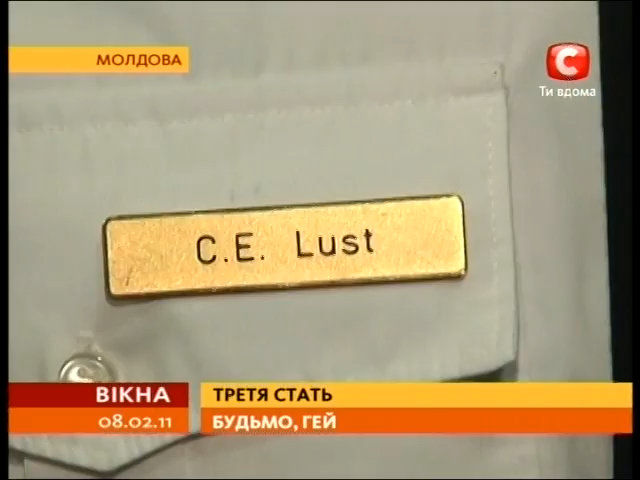 МОЛДОВА
С
Ти вдома
C.E. Lust
ВІКНА
08.02.11
ТРЕТЯ СТАТЬ
БУДЬМО, ГЕЙ